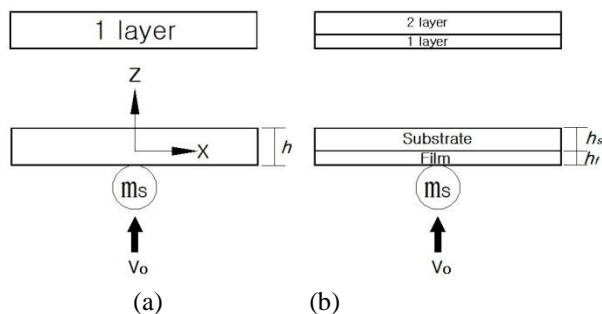 1 layer
2 layer
1 layer
Z
X
h
Substrate
Film
hs
hf
ms
ms
Vo
Vo
(a)
(b)